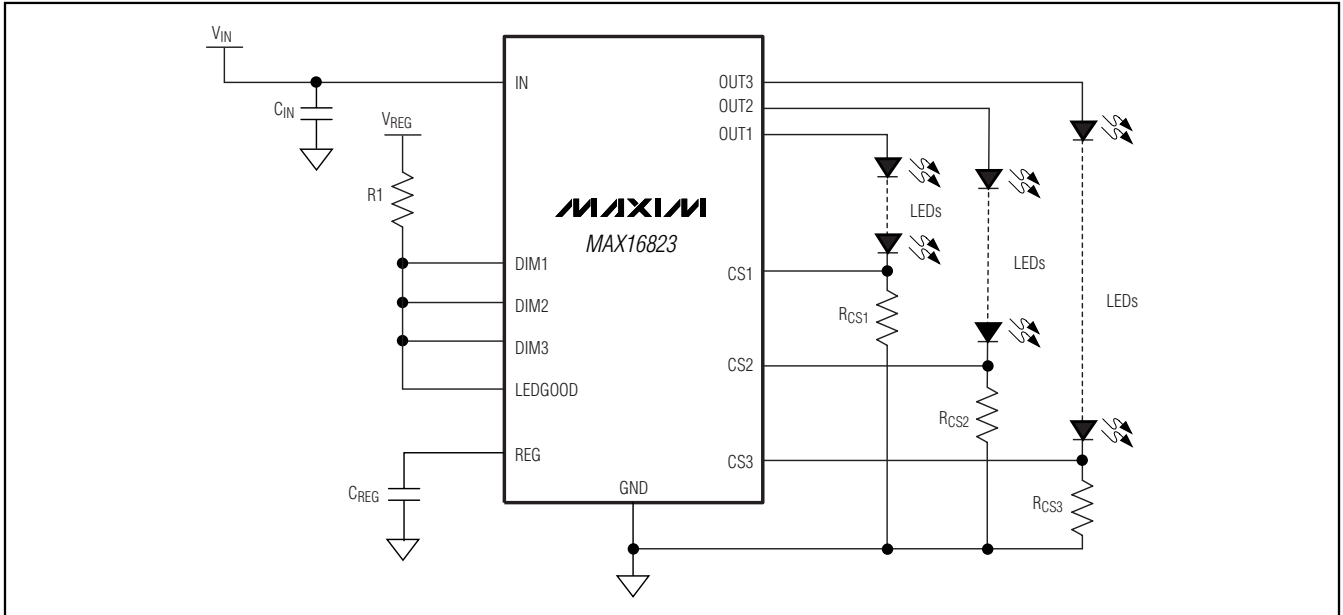 VIN
CIN
VREG
R1
IN
DIM1
DIM2
DIM3
LEDGOOD
REG
CREG
MAXIM
MAX16823
GND
OUT3
OUT2
OUT1
CS1
CS2
CS3
LEDs
LEDs
LEDs
RCS1
RCS2
RCS3